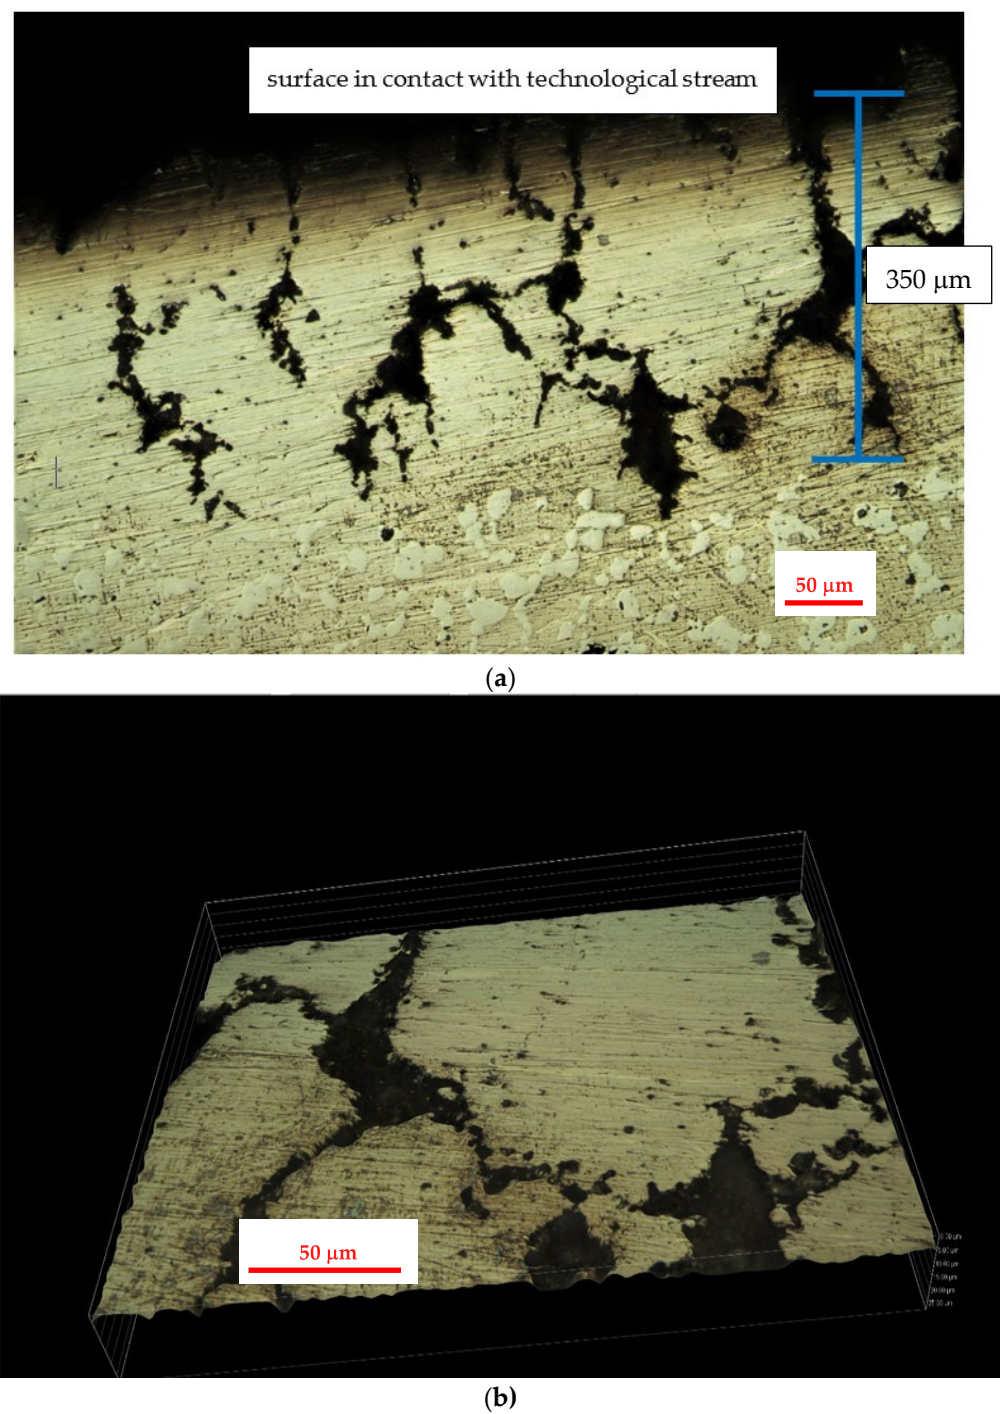 surface in contact with technological stream
350 μm
50 μm
(a)
50 μm
(b)